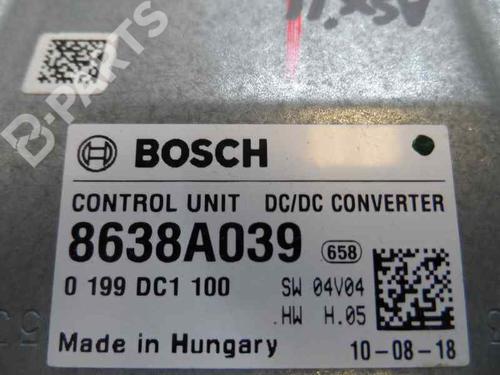 B-PARTS
BOSCH
CONTROL UNIT DC/DC CONVERTER
8638A039 658
0 199 DC1 100 SW 04V04
.HW H.05
Made in Hungary 10-08-18